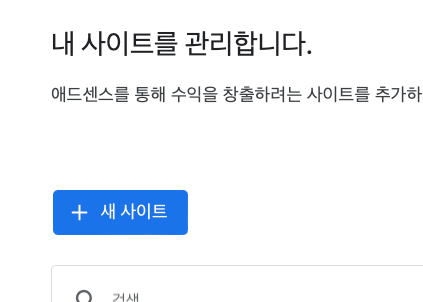 내 사이트를 관리합니다.
애드센스를 통해 수익을 창출하려는 사이트를 추가하
+ 새 사이트
검색